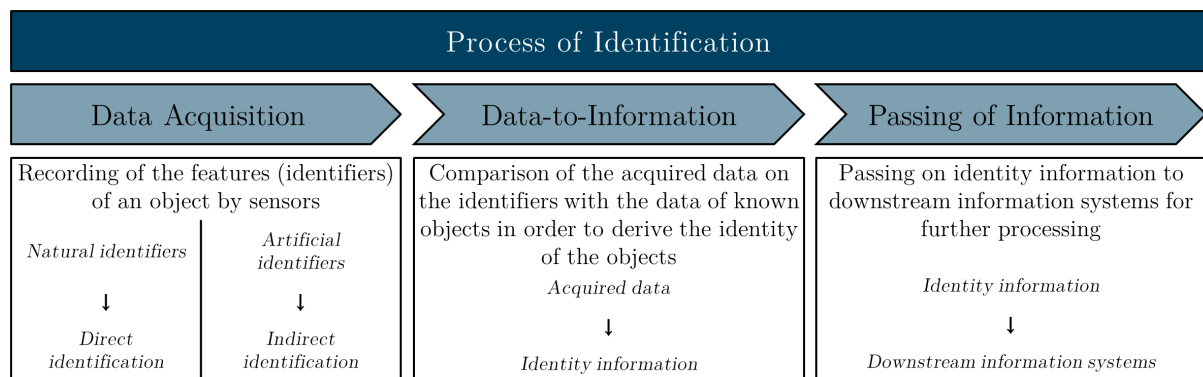 Process of Identification
Data Acquisition
Data-to-Information
Passing of Information
Recording of the features (identifiers)
of an object by sensors
Natural identifiers
↓
Direct
identification
Artificial
identifiers
↓
Indirect
identification
Comparison of the acquired data on
the identifiers with the data of known
objects in order to derive the identity
of the objects
Acquired data
↓
Identity information
Passing on identity information to
downstream information systems for
further processing
Identity information
↓
Downstream information systems